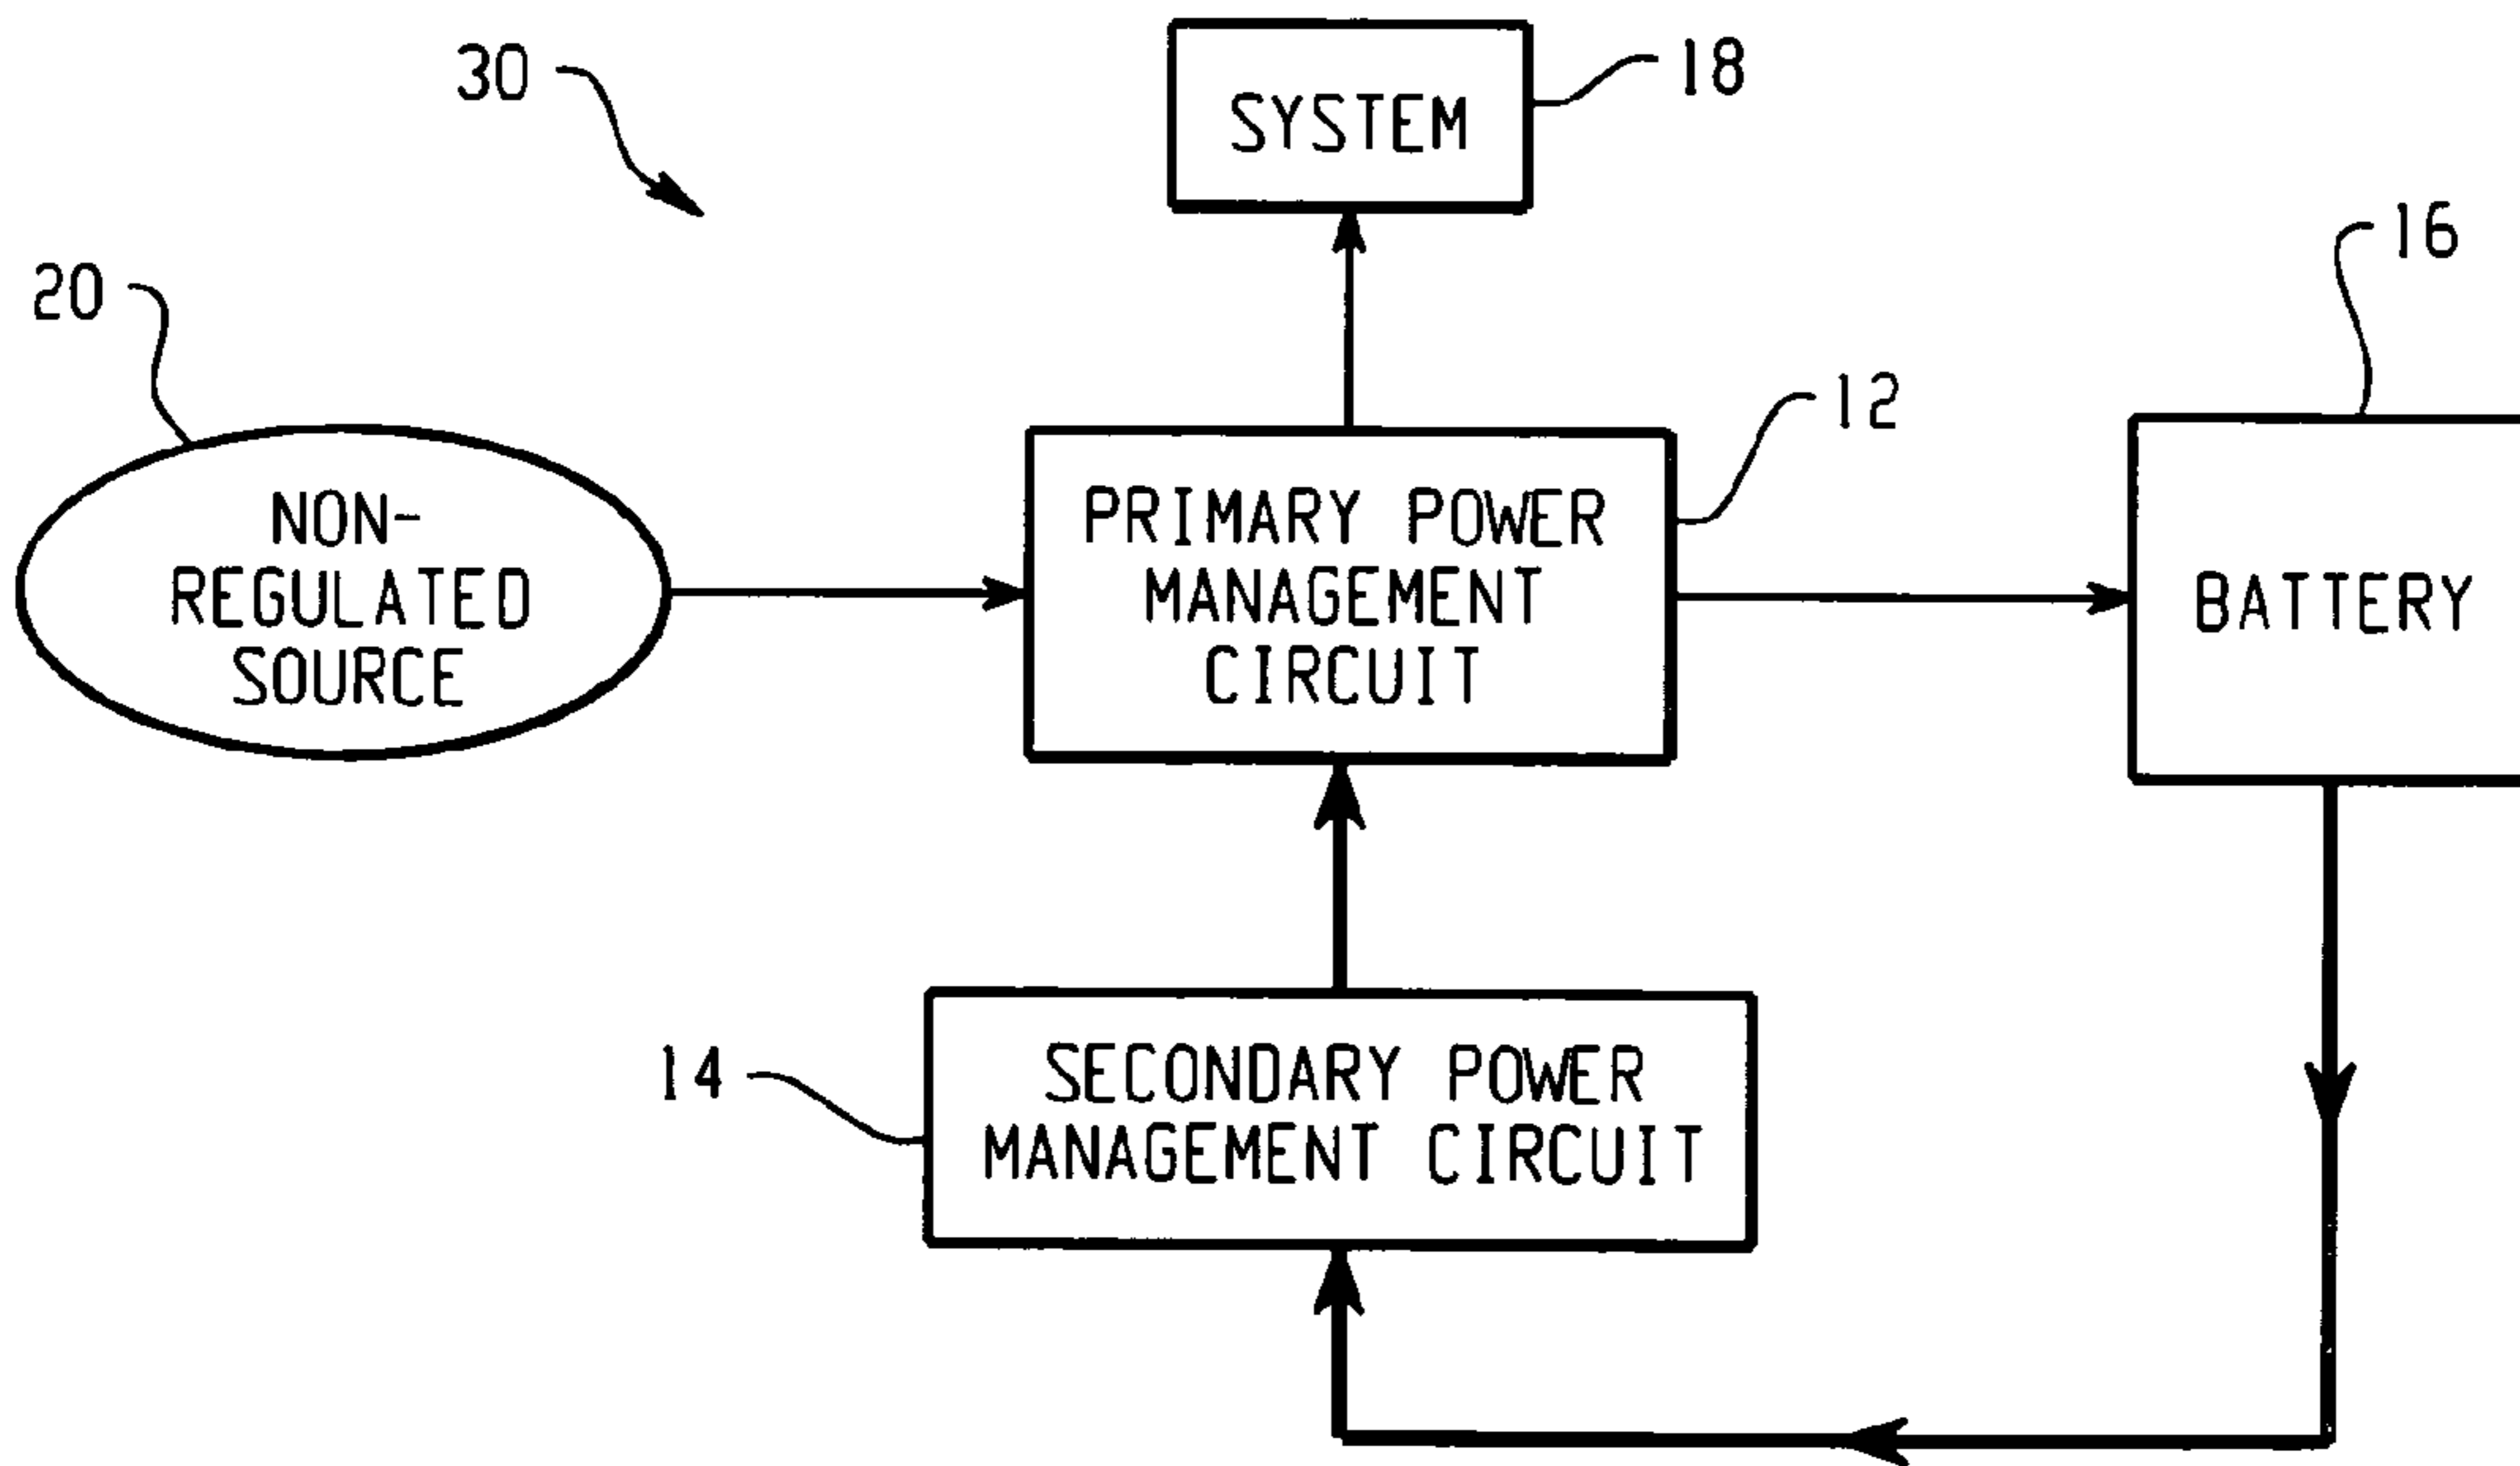 30
SYSTEM
18
20
16
12
NON-
REGULATED
SOURCE
PRIMARY POWER
MANAGEMENT
CIRCUIT
BATTERY
14
SECONDARY POWER
MANAGEMENT CIRCUIT